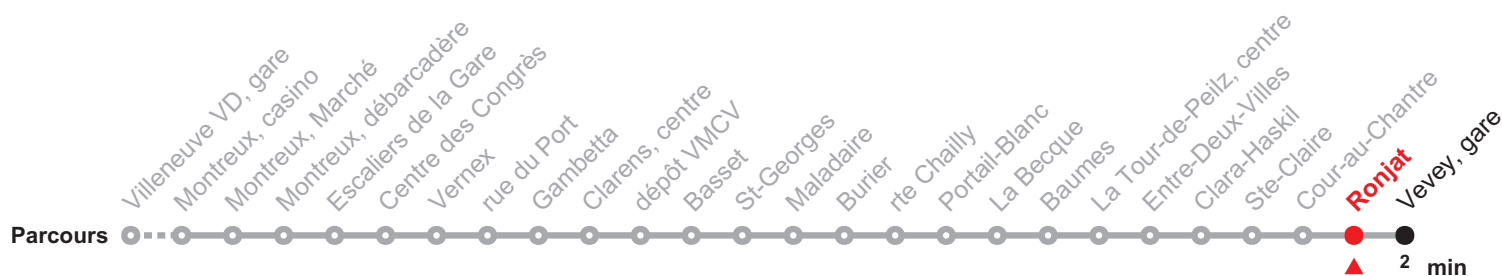 Villeneuve VD, gare
Montreux, casino
Montreux, Marché
Montreux, débarcadère
Escaliers de la Gare
Centre des Congrès
Vernex
rue du Port
Gambetta
Clarens, centre
dépôt VMCV
Basset
St-Georges
Maladaire
Burier
rte Chailly
Portail-Blanc
La Becque
Baumes
La Tour-de-Peilz, centre
Entre-Deux-Villes
Clara-Haskil
Ste-Claire
Cour-au-Chantre
Ronjat
Vevey, gare
Parcours
2 min